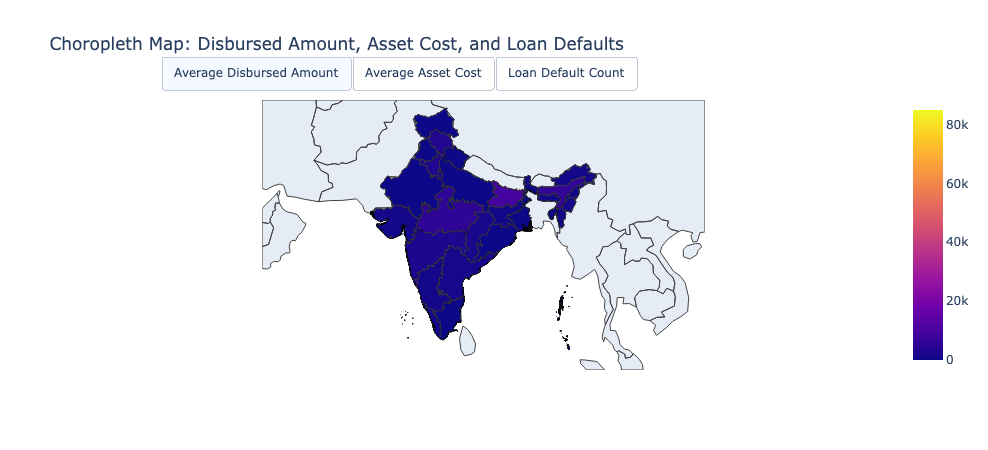 Choropleth Map: Disbursed Amount, Asset Cost, and Loan Defaults
Average Disbursed Amount
Average Asset Cost
Loan Default Count
80k
60k
40k
20k
0